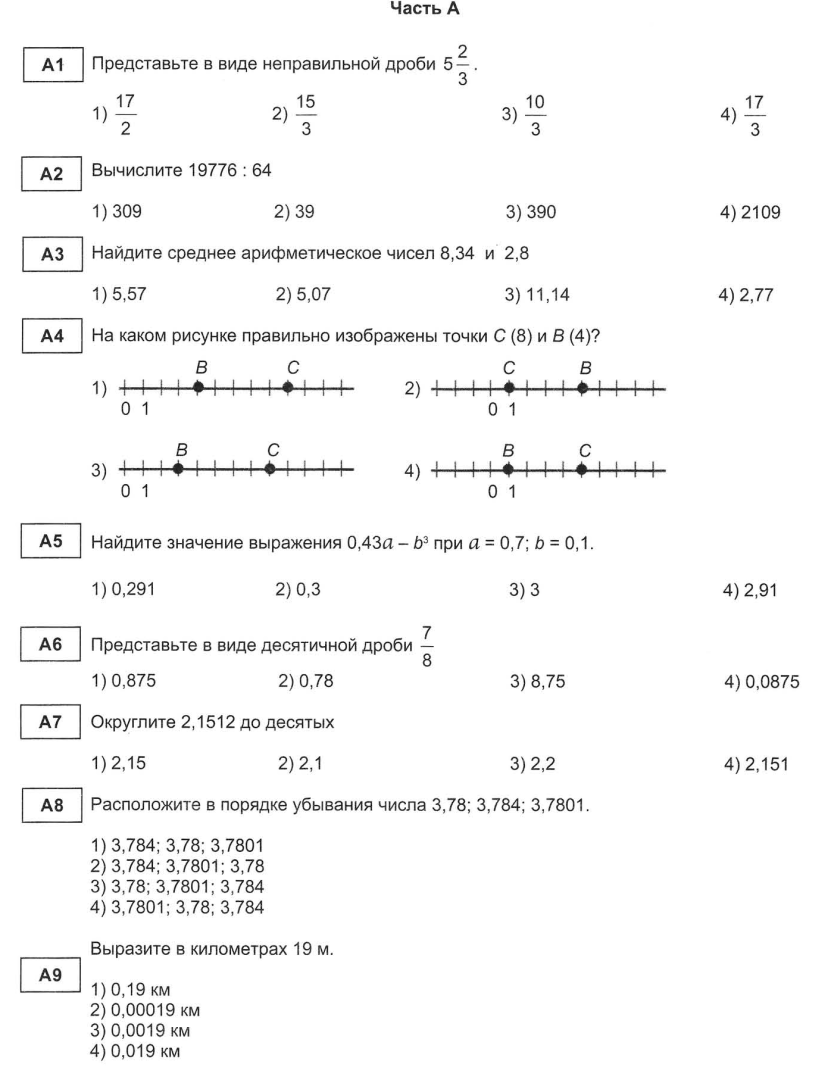 Часть А
А1 Представьте в виде неправильной дроби 5 2/3.
1) 17/2 2) 15/3 3) 10/3 4) 17/3
А2 Вычислите 19776 : 64
1) 309 2) 39 3) 390 4) 2109
А3 Найдите среднее арифметическое чисел 8,34 и 2,8
1) 5,57 2) 5,07 3) 11,14 4) 2,77
А4 На каком рисунке правильно изображены точки C (8) и B (4)?
B C C B
1) 2)
0 1 0 1
B C B C
3) 4)
0 1 0 1
А5 Найдите значение выражения 0,43a – b³ при a = 0,7; b = 0,1.
1) 0,291 2) 0,3 3) 3 4) 2,91
А6 Представьте в виде десятичной дроби 7/8
1) 0,875 2) 0,78 3) 8,75 4) 0,0875
А7 Округлите 2,1512 до десятых
1) 2,15 2) 2,1 3) 2,2 4) 2,151
А8 Расположите в порядке убывания числа 3,78; 3,784; 3,7801.
1) 3,784; 3,78; 3,7801
2) 3,784; 3,7801; 3,78
3) 3,78; 3,7801; 3,784
4) 3,7801; 3,78; 3,784
Выразите в километрах 19 м.
А9
1) 0,19 км
2) 0,00019 км
3) 0,0019 км
4) 0,019 км